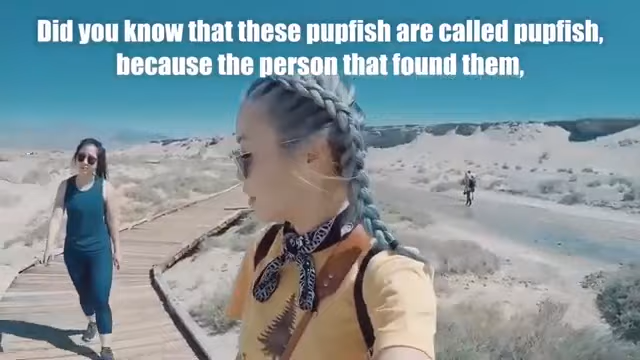 Did you know that these pupfish are called pupfish,
because the person that found them,